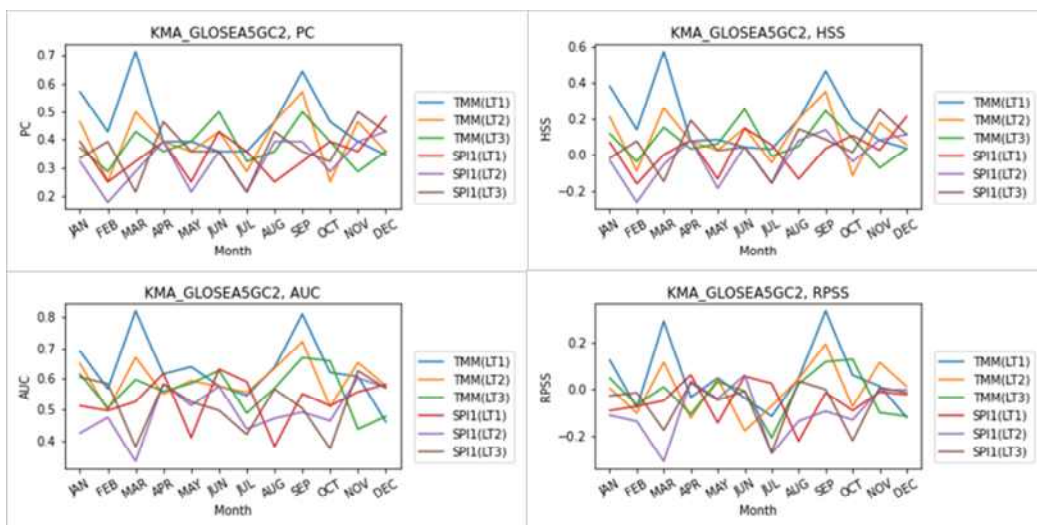 KMA_GLOSEA5GC2, PC
0.7
0.6
0.5
0.4
0.3
0.2
PC
JAN FEB MAR APR MAY JUN JUL AUG SEP OCT NOV DEC
Month
TMM(LT1)
TMM(LT2)
TMM(LT3)
SPI1(LT1)
SPI1(LT2)
SPI1(LT3)
KMA_GLOSEA5GC2, HSS
0.6
0.4
0.2
0.0
−0.2
HSS
JAN FEB MAR APR MAY JUN JUL AUG SEP OCT NOV DEC
Month
TMM(LT1)
TMM(LT2)
TMM(LT3)
SPI1(LT1)
SPI1(LT2)
SPI1(LT3)
KMA_GLOSEA5GC2, AUC
0.8
0.7
0.6
0.5
0.4
AUC
JAN FEB MAR APR MAY JUN JUL AUG SEP OCT NOV DEC
Month
TMM(LT1)
TMM(LT2)
TMM(LT3)
SPI1(LT1)
SPI1(LT2)
SPI1(LT3)
KMA_GLOSEA5GC2, RPSS
0.2
0.0
−0.2
RPSS
JAN FEB MAR APR MAY JUN JUL AUG SEP OCT NOV DEC
Month
TMM(LT1)
TMM(LT2)
TMM(LT3)
SPI1(LT1)
SPI1(LT2)
SPI1(LT3)